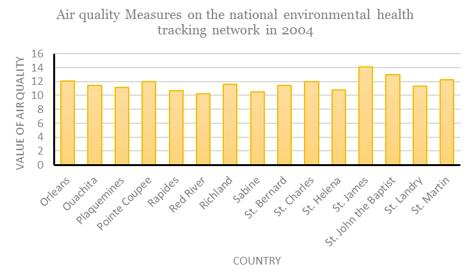 Air quality Measures on the national environmental health
tracking network in 2004
VALUE OF AIR QUALITY
16
14
12
10
8
6
4
2
0
Orleans
Ouachita
Plaquemines
Pointe Coupee
Rapides
Red River
Richland
Sabine
St. Bernard
St. Charles
St. Helena
St. James
St. John the Baptist
St. Landry
St. Martin
COUNTRY